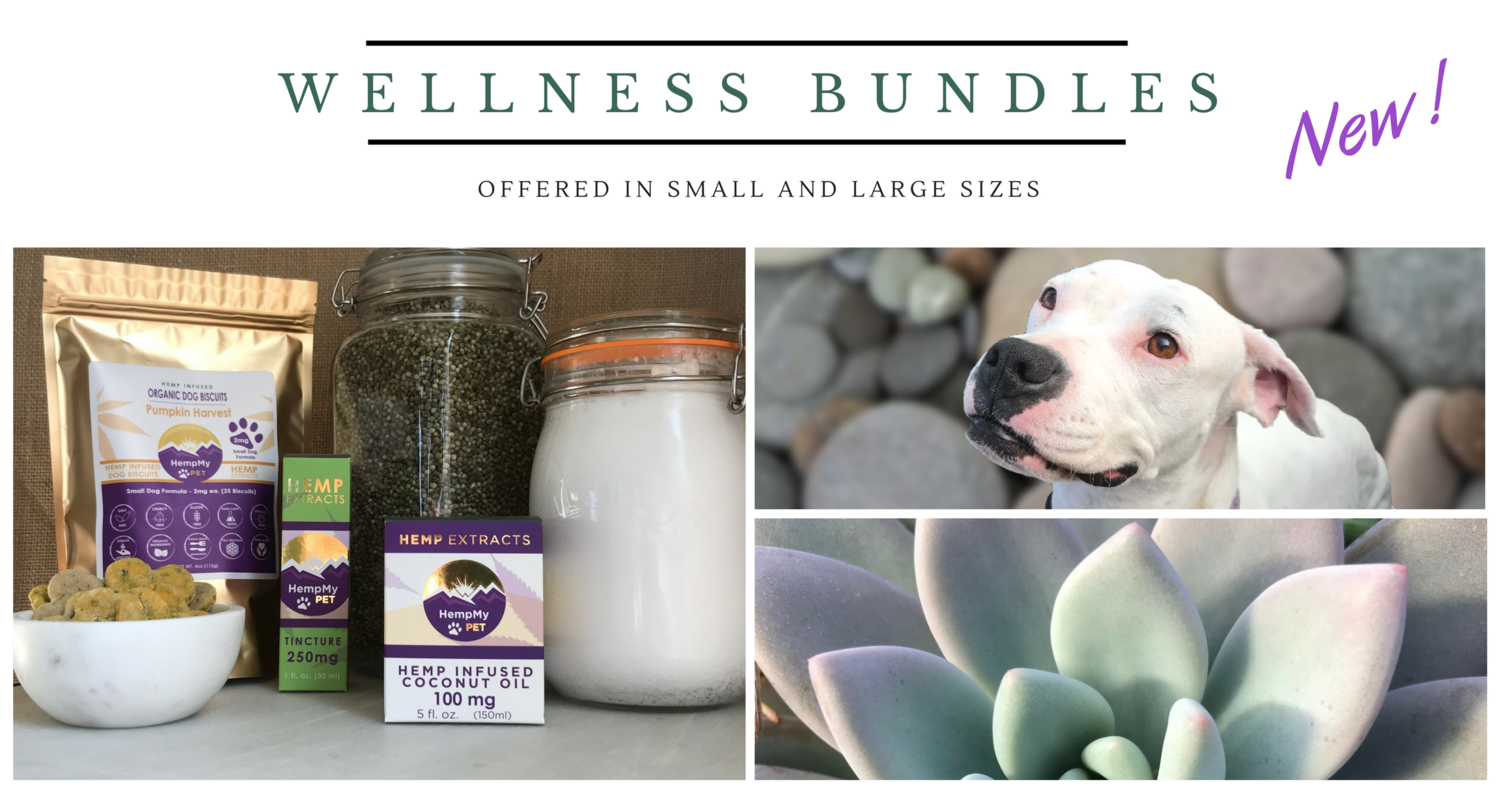 WELLNESS BUNDLES
New!
OFFERED IN SMALL AND LARGE SIZES
HEMP INFUSED
ORGANIC DOG BISCUITS
Pumpkin Harvest
2mg
Small Dog
Formula
HempMy
PET
HEMP INFUSED
DOG BISCUITS
HEMP
Small Dog Formula - 2mg ea. (25 Biscuits)
HEMP
EXTRACTS
HempMy
PET
TINCTURE
250mg
1 fl. oz. (30 ml)
HEMP EXTRACTS
HempMy
PET
HEMP INFUSED
COCONUT OIL
100 mg
5 fl. oz. (150ml)